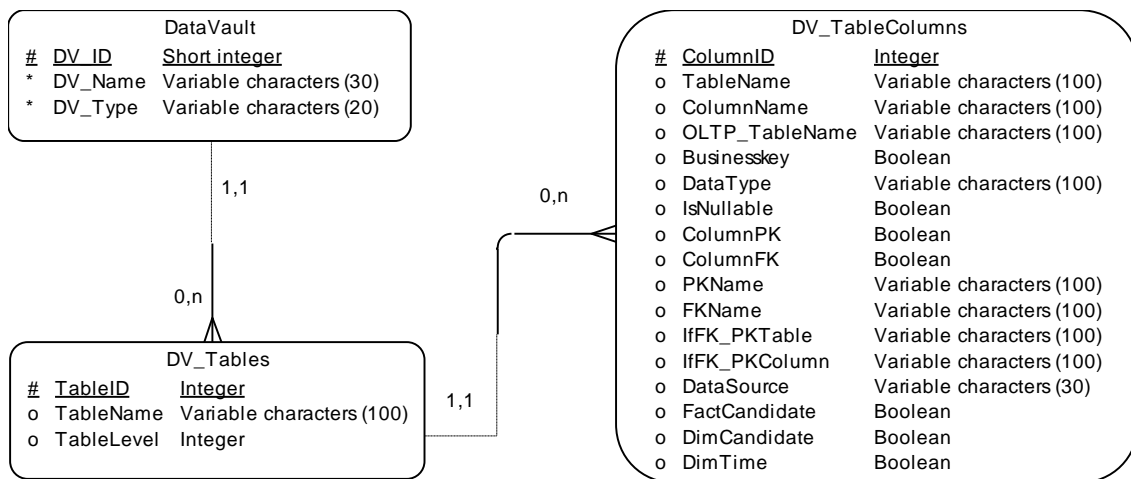 DataVault
# DV_ID Short integer
* DV_Name Variable characters (30)
* DV_Type Variable characters (20)
1,1
0,n
DV_Tables
# TableID Integer
o TableName Variable characters (100)
o TableLevel Integer
1,1
0,n
DV_TableColumns
# ColumnID Integer
o TableName Variable characters (100)
o ColumnName Variable characters (100)
o OLTP_TableName Variable characters (100)
o Businesskey Boolean
o DataType Variable characters (100)
o IsNullable Boolean
o ColumnPK Boolean
o ColumnFK Boolean
o PKName Variable characters (100)
o FKName Variable characters (100)
o IfFK_PKTable Variable characters (100)
o IfFK_PKColumn Variable characters (100)
o DataSource Variable characters (30)
o FactCandidate Boolean
o DimCandidate Boolean
o DimTime Boolean